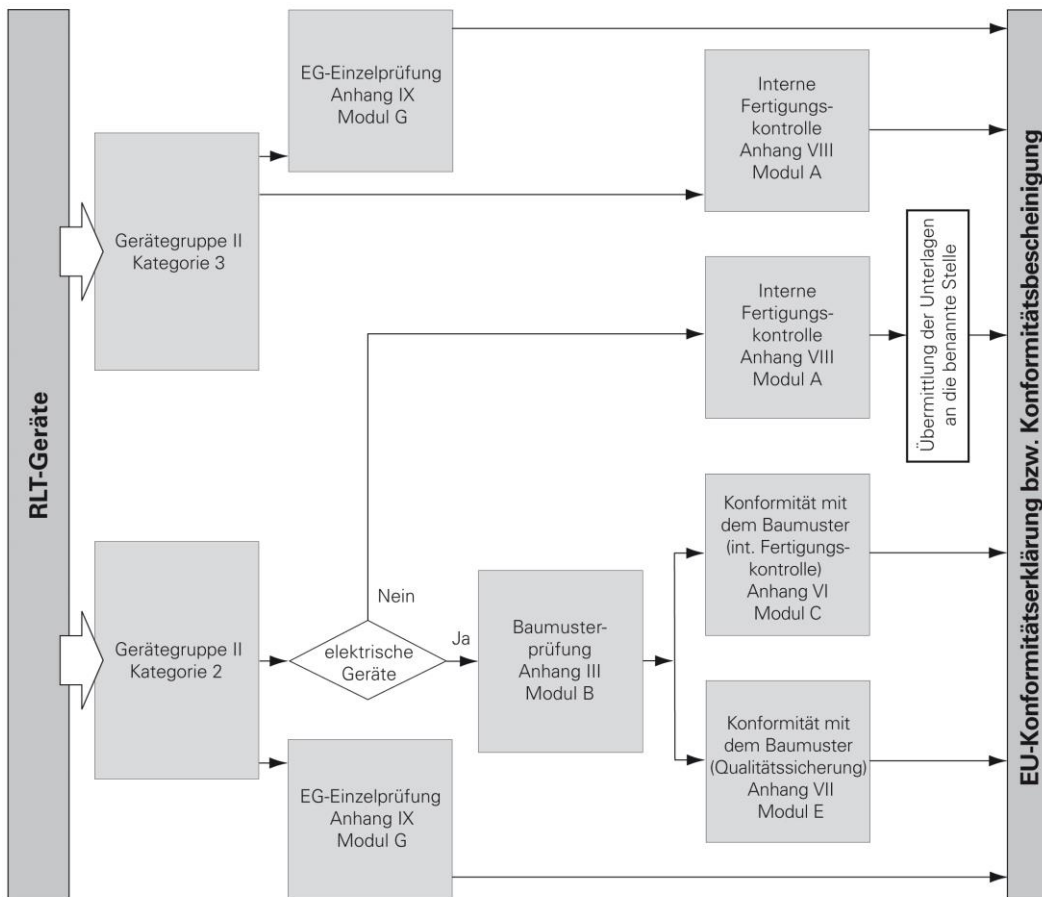 RLT-Geräte
EG-Einzelprüfung
Anhang IX
Modul G
Interne
Fertigungs-
kontrolle
Anhang VIII
Modul A
Gerätegruppe II
Kategorie 3
Interne
Fertigungs-
kontrolle
Anhang VIII
Modul A
Übermittlung der Unterlagen
an die benannte Stelle
Gerätegruppe II
Kategorie 2
Nein
elektrische
Geräte
Ja
Baumuster-
prüfung
Anhang III
Modul B
Konformität mit
dem Baumuster
(int. Fertigungs-
kontrolle)
Anhang VI
Modul C
Konformität mit
dem Baumuster
(Qualitätssicherung)
Anhang VII
Modul E
EG-Einzelprüfung
Anhang IX
Modul G
EU-Konformitätserklärung bzw. Konformitätsbescheinigung